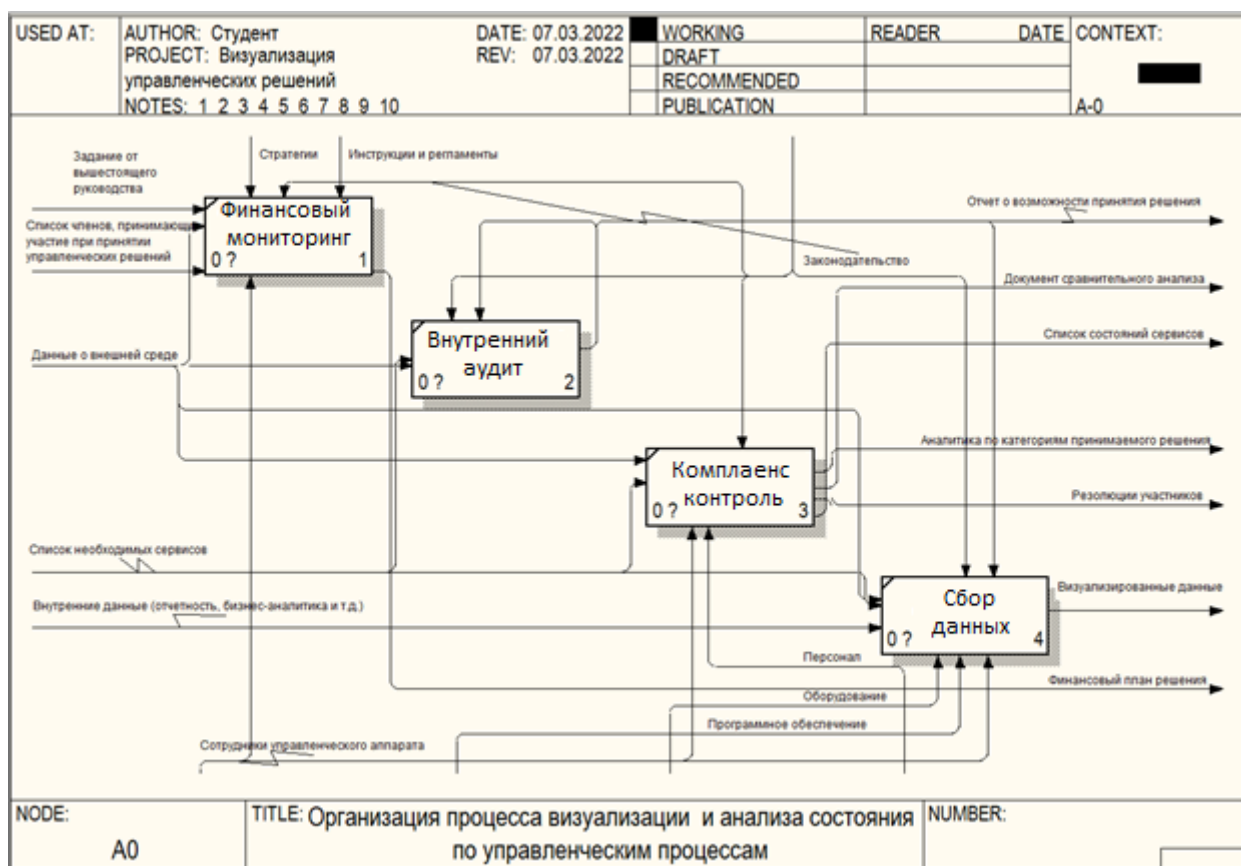 USED AT:
AUTHOR: Студент
DATE: 07.03.2022
WORKING
READER
DATE
CONTEXT:
PROJECT: Визуализация
REV: 07.03.2022
DRAFT
управленческих решений
RECOMMENDED
NOTES: 1 2 3 4 5 6 7 8 9 10
PUBLICATION
A-0
Задание от
вышестоящего
руководства
Стратегии
Инструкции и регламенты
Список членов, принимающ
участие при принятии
управленческих решений
Финансовый
мониторинг
0 ?
1
Отчет о возможности принятия решения
Законодательство
Документ сравнительного анализа
Внутренний
аудит
0 ?
2
Список состояний сервисов
Данные о внешней среде
Аналитика по категориям принимаемого решения
Комплаенс
контроль
0 ?
3
Резолюции участников
Список необходимых сервисов
Внутренние данные (отчетность, бизнес-аналитика и т.д.)
Сбор
данных
0 ?
4
Визуализированные данные
Персонал
Финансовый план решения
Оборудование
Программное обеспечение
Сотрудники управленческого аппарата
NODE:
A0
TITLE: Организация процесса визуализации и анализа состояния
по управленческим процессам
NUMBER: